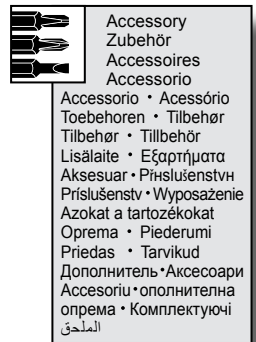 Accessory
Zubehör
Accessoires
Accessorio
Accessorio • Acessório
Toebehoren • Tilbehør
Tilbehør • Tillbehör
Lisälaite • Εξαρτήματα
Aksesuar • Přнslušenstvн
Príslušenstv • Wyposażenie
Azokat a tartozékokat
Oprema • Piederumi
Priedas • Tarvikud
Дополнитель•Аксесоари
Accesoriu•ополнителна
опрема • Комплектуючі
الملحق